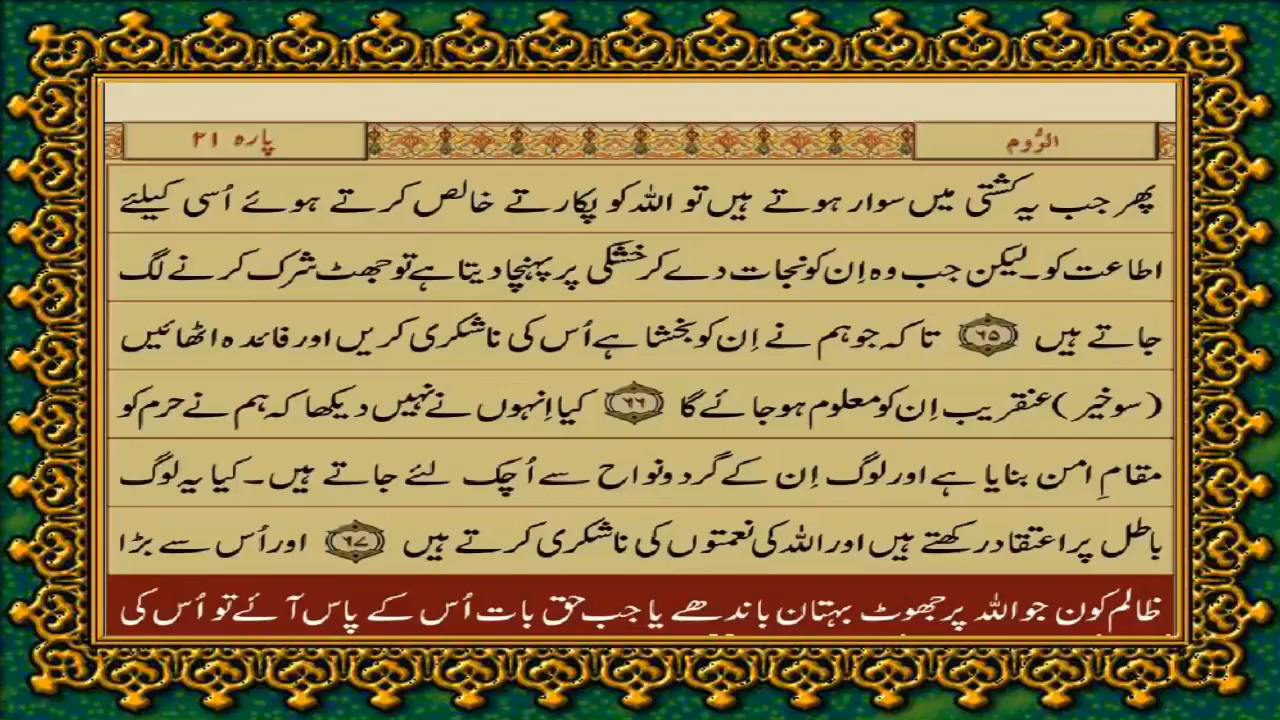 الرُّوم
پارہ ۲۱
پھر جب یہ کشتی میں سوار ہوتے ہیں تو اللہ کو پکارتے خالص کرتے ہوئے اُسی کیلئے
اطاعت کو۔ لیکن جب وہ اِن کو نجات دے کر خشکی پر پہنچا دیتا ہے تو جھٹ شرک کرنے لگ
جاتے ہیں ۶۵ تاکہ جو ہم نے اِن کو بخشا ہے اُس کی ناشکری کریں اور فائدہ اٹھائیں
(سو خیر) عنقریب اِن کو معلوم ہو جائے گا ۶۶ کیا اِنہوں نے نہیں دیکھا کہ ہم نے حرم کو
مقامِ امن بنایا ہے اور لوگ اِن کے گرد و نواح سے اُچک لئے جاتے ہیں۔ کیا یہ لوگ
باطل پر اعتقاد رکھتے ہیں اور اللہ کی نعمتوں کی ناشکری کرتے ہیں ۶۷ اور اُس سے بڑا
ظالم کون جو اللہ پر جھوٹ بہتان باندھے یا جب حق بات اُس کے پاس آئے تو اُس کی